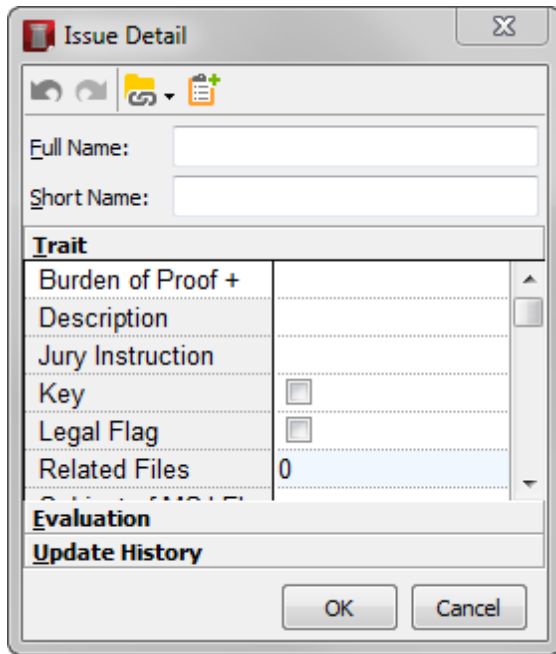 Issue Detail
Full Name:
Short Name:
Trait
Burden of Proof +
Description
Jury Instruction
Key
Legal Flag
Related Files 0
Evaluation
Update History
OK Cancel